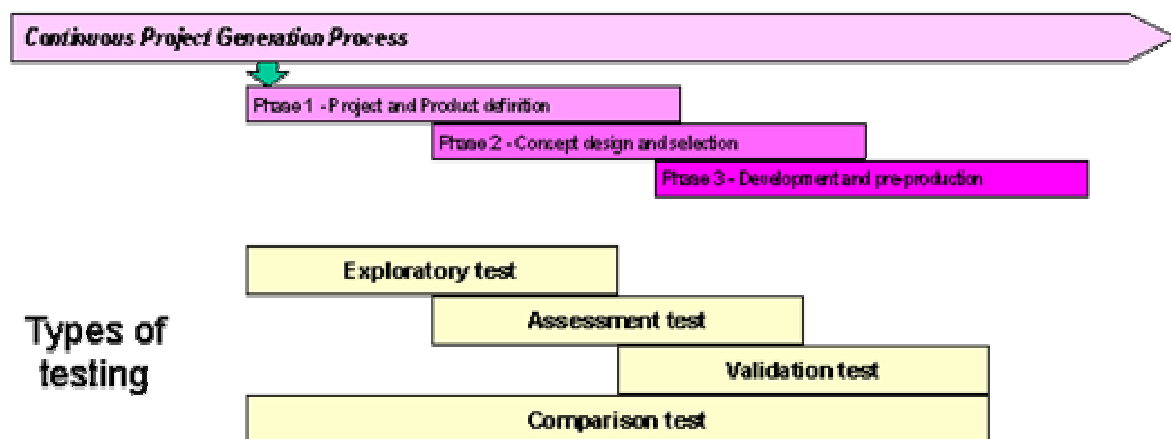 Continuous Project Generation Process
Phase 1 - Project and Product definition
Phase 2 - Concept design and selection
Phase 3 - Development and pre-production
Exploratory test
Assessment test
Types of
testing
Validation test
Comparison test